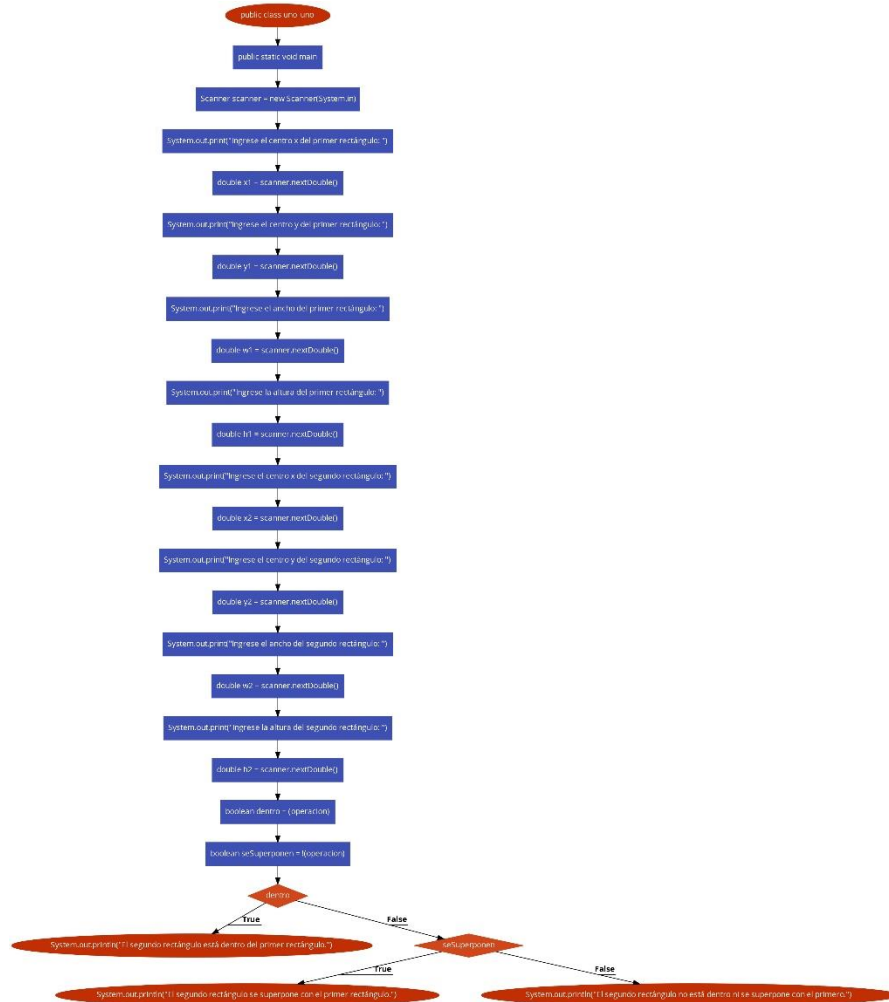 public class uno_uno
public static void main
Scanner scanner = new Scanner(System.in)
System.out.print("Ingrese el centro x del primer rectángulo: ")
double x1 = scanner.nextDouble()
System.out.print("Ingrese el centro y del primer rectángulo: ")
double y1 = scanner.nextDouble()
System.out.print("Ingrese el ancho del primer rectángulo: ")
double w1 = scanner.nextDouble()
System.out.print("Ingrese la altura del primer rectángulo: ")
double h1 = scanner.nextDouble()
System.out.print("Ingrese el centro x del segundo rectángulo: ")
double x2 = scanner.nextDouble()
System.out.print("Ingrese el centro y del segundo rectángulo: ")
double y2 = scanner.nextDouble()
System.out.print("Ingrese el ancho del segundo rectángulo: ")
double w2 = scanner.nextDouble()
System.out.print("Ingrese la altura del segundo rectángulo: ")
double h2 = scanner.nextDouble()
boolean dentro = (operacion)
boolean seSuperponen = !(operacion)
dentro
True
False
System.out.println("El segundo rectángulo está dentro del primer rectángulo.")
seSuperponen
True
False
System.out.println("El segundo rectángulo se superpone con el primer rectángulo.")
System.out.println("El segundo rectángulo no está dentro ni se superpone con el primero.")